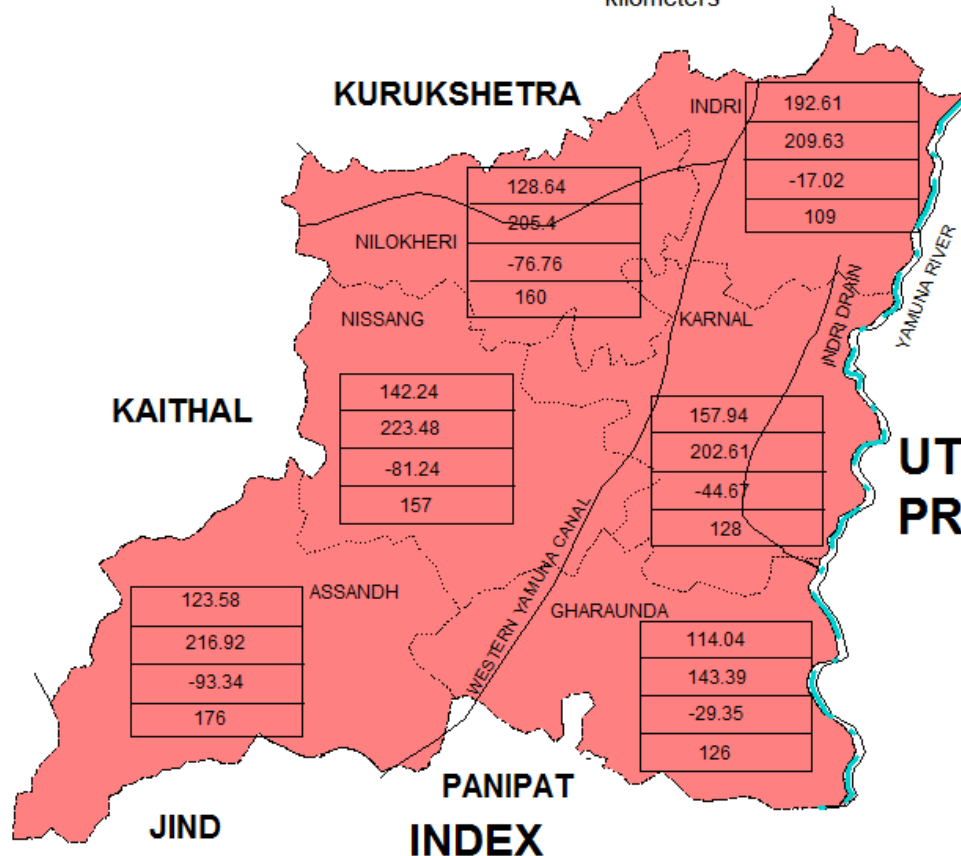 kilometers
KURUKSHETRA
INDRI
192.61
209.63
-17.02
109
128.64
205.4
-76.76
160
NILOKHERI
NISSANG
KARNAL
INDRI DRAIN
YAMUNA RIVER
KAITHAL
142.24
223.48
-81.24
157
157.94
202.61
-44.67
128
UT
PR
WESTERN YAMUNA CANAL
ASSANDH
123.58
216.92
-93.34
176
GHARAUNDA
114.04
143.39
-29.35
126
PANIPAT
JIND
INDEX